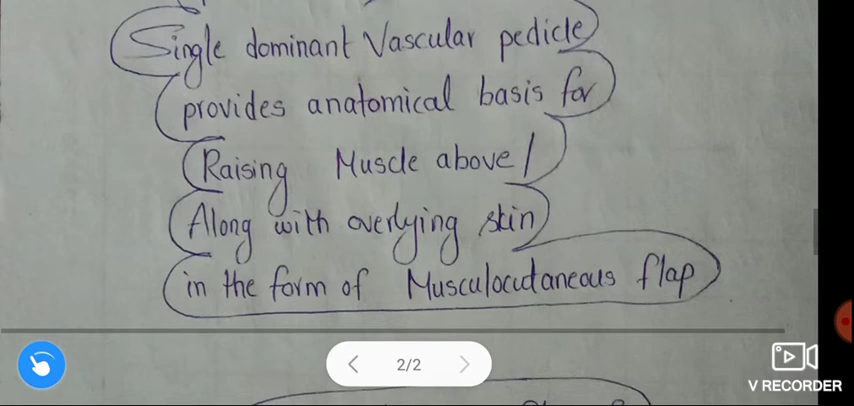 Single dominant Vascular pedicle
provides anatomical basis for
Raising Muscle above /
Along with overlying skin
in the form of Musculocutaneous flap
2/2
V RECORDER